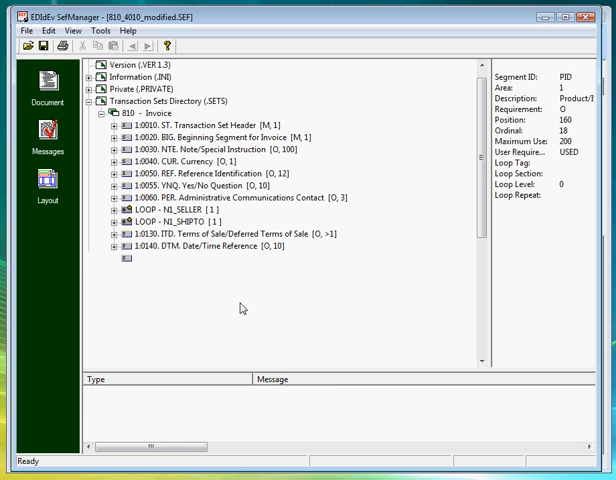 EDIdEv SefManager - [810_4010_modified.SEF]
File Edit View Tools Help
Document
Messages
Layout
Version (.VER 1.3)
Information (.INI)
Private (.PRIVATE)
Transaction Sets Directory (.SETS)
810 - Invoice
1:0010. ST. Transaction Set Header [M, 1]
1:0020. BIG. Beginning Segment for Invoice [M, 1]
1:0030. NTE. Note/Special Instruction [O, 100]
1:0040. CUR. Currency [O, 1]
1:0050. REF. Reference Identification [O, 12]
1:0055. YNQ. Yes/No Question [O, 10]
1:0060. PER. Administrative Communications Contact [O, 3]
LOOP - N1_SELLER [ 1 ]
LOOP - N1_SHIPTO [ 1 ]
1:0130. ITD. Terms of Sale/Deferred Terms of Sale [O, >1]
1:0140. DTM. Date/Time Reference [O, 10]
Segment ID: PID
Area: 1
Description: Product/I
Requirement: O
Position: 160
Ordinal: 18
Maximum Use: 200
User Require... USED
Loop Tag:
Loop Section:
Loop Level: 0
Loop Repeat:
Type Message
Ready